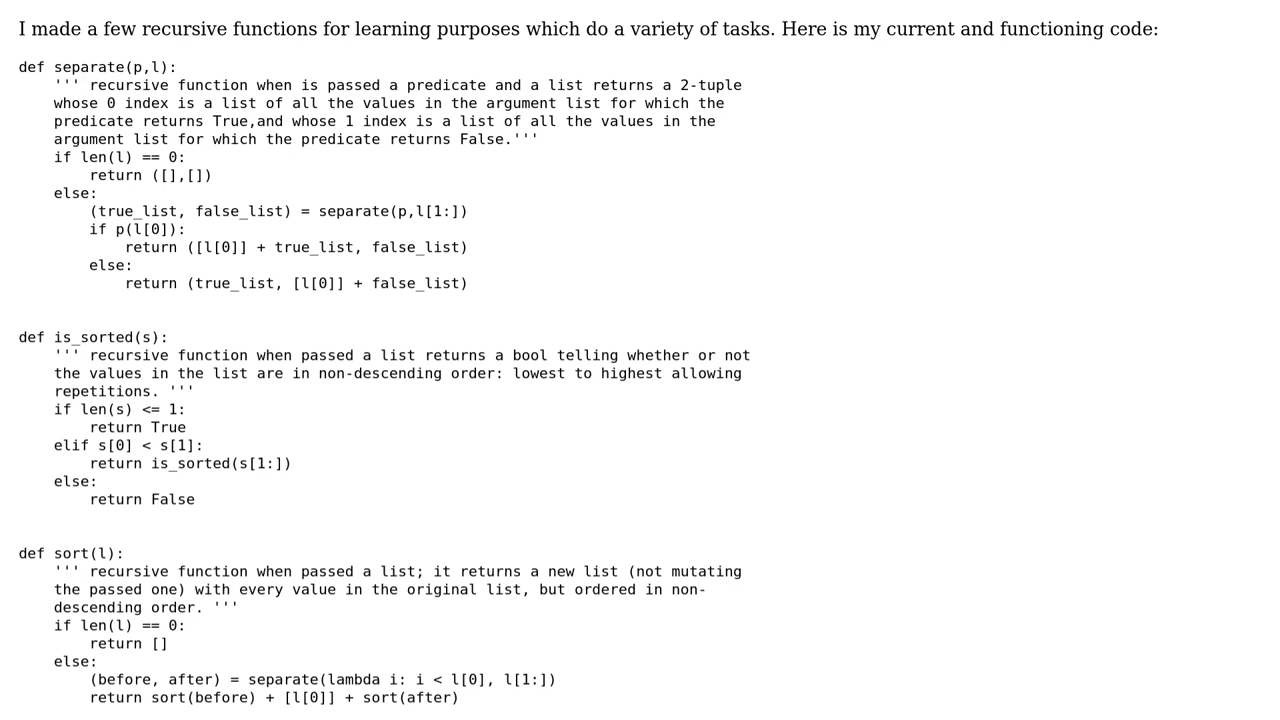 I made a few recursive functions for learning purposes which do a variety of tasks. Here is my current and functioning code:
def separate(p,l):
    ''' recursive function when is passed a predicate and a list returns a 2-tuple
    whose 0 index is a list of all the values in the argument list for which the
    predicate returns True,and whose 1 index is a list of all the values in the
    argument list for which the predicate returns False.'''
    if len(l) == 0:
        return ([],[])
    else:
        (true_list, false_list) = separate(p,l[1:])
        if p(l[0]):
            return ([l[0]] + true_list, false_list)
        else:
            return (true_list, [l[0]] + false_list)
def is_sorted(s):
    ''' recursive function when passed a list returns a bool telling whether or not
    the values in the list are in non-descending order: lowest to highest allowing
    repetitions. '''
    if len(s) <= 1:
        return True
    elif s[0] < s[1]:
        return is_sorted(s[1:])
    else:
        return False
def sort(l):
    ''' recursive function when passed a list; it returns a new list (not mutating
    the passed one) with every value in the original list, but ordered in non-
    descending order. '''
    if len(l) == 0:
        return []
    else:
        (before, after) = separate(lambda i: i < l[0], l[1:])
        return sort(before) + [l[0]] + sort(after)